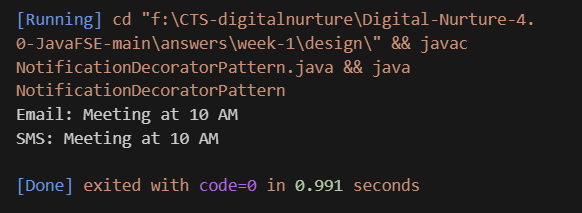 [Running] cd "f:\CTS-digitalnurture\Digital-Nurture-4.
0-JavaFSE-main\answers\week-1\design\" && javac
NotificationDecoratorPattern.java && java
NotificationDecoratorPattern
Email: Meeting at 10 AM
SMS: Meeting at 10 AM
[Done] exited with code=0 in 0.991 seconds